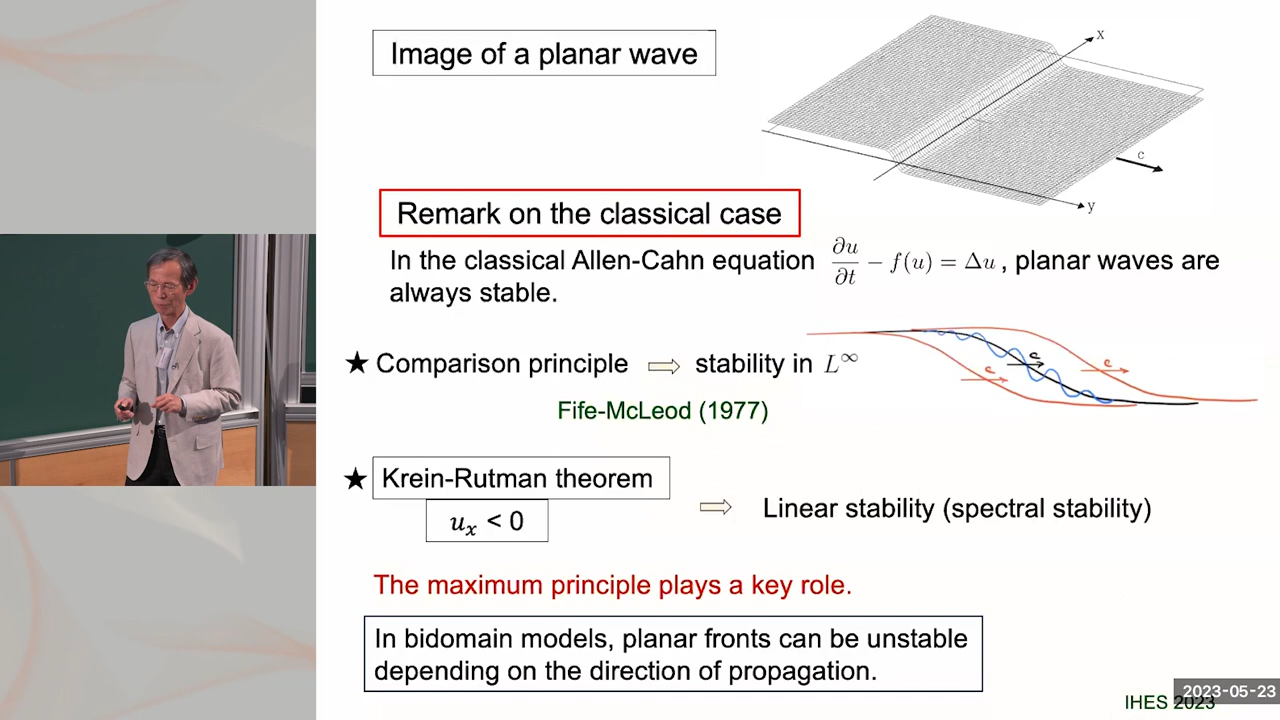 Image of a planar wave
x
c
y
Remark on the classical case
In the classical Allen-Cahn equation ∂u/∂t − f(u) = Δu , planar waves are
always stable.
★ Comparison principle ⇨ stability in L^∞
c
c
c
Fife-McLeod (1977)
★ Krein-Rutman theorem
u_x < 0
⇨ Linear stability (spectral stability)
The maximum principle plays a key role.
In bidomain models, planar fronts can be unstable
depending on the direction of propagation.
2023-05-23
IHES 2023